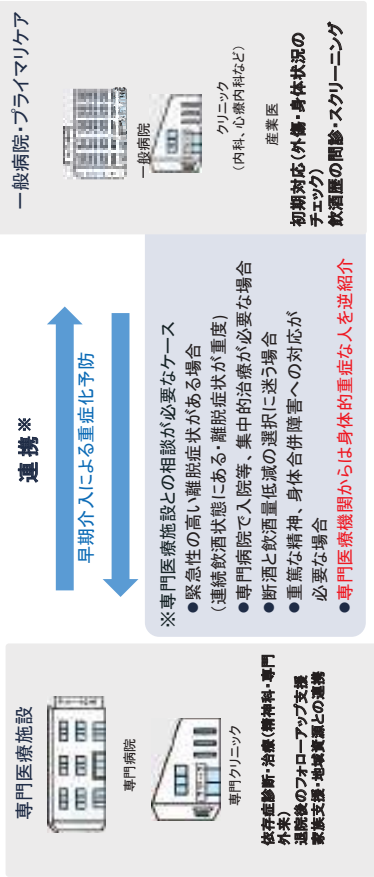 専門医療施設
専門病院
専門クリニック
依存症診断・治療(精神科・専門
外来)
退院後のフォローアップ支援
家族支援・地域資源との連携
連携※
早期介入による重症化予防
※専門医療施設との相談が必要なケース
●緊急性の高い離脱症状がある場合
(連続飲酒状態にある・離脱症状が重度)
●専門病院で入院等、集中的治療が必要な場合
●断酒と飲酒量低減の選択に迷う場合
●重篤な精神、身体合併障害への対応が
必要な場合
●専門医療機関からは身体的重症な人を逆紹介
一般病院・プライマリケア
一般病院
クリニック
(内科、心療内科など)
産業医
初期対応(外傷・身体状況の
チェック)
飲酒歴の問診・スクリーニング